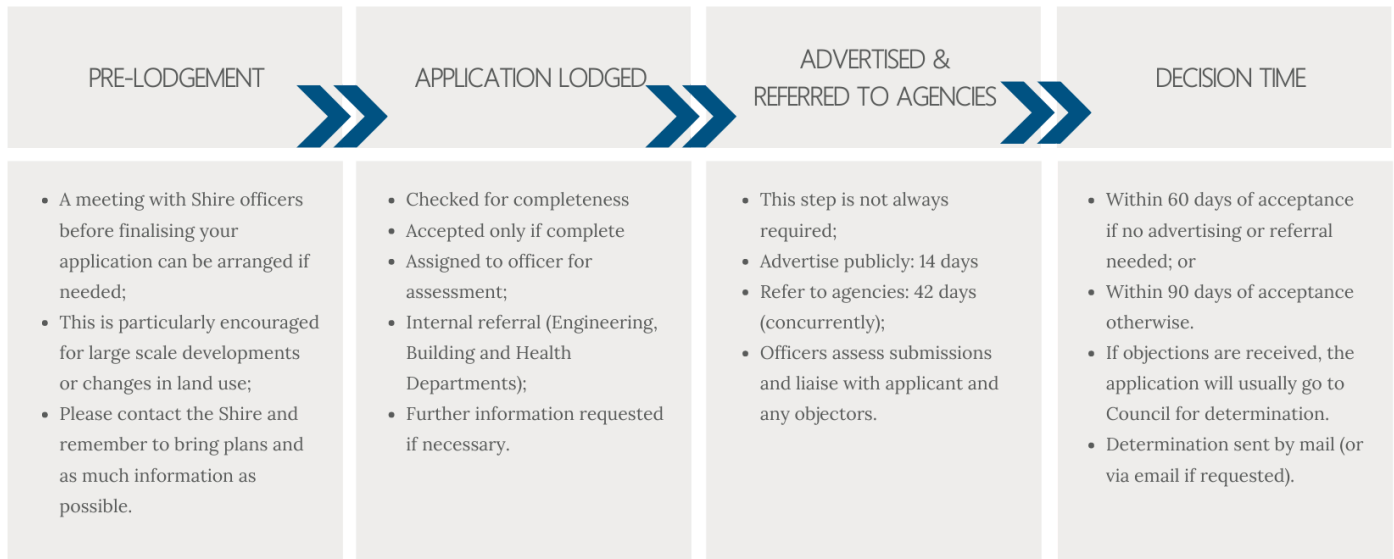 PRE-LODGEMENT
APPLICATION LODGED
ADVERTISED &
REFERRED TO AGENCIES
DECISION TIME
• A meeting with Shire officers
before finalising your
application can be arranged if
needed;
• This is particularly encouraged
for large scale developments
or changes in land use;
• Please contact the Shire and
remember to bring plans and
as much information as
possible.
• Checked for completeness
• Accepted only if complete
• Assigned to officer for
assessment;
• Internal referral (Engineering,
Building and Health
Departments);
• Further information requested
if necessary.
• This step is not always
required;
• Advertise publicly: 14 days
• Refer to agencies: 42 days
(concurrently);
• Officers assess submissions
and liaise with applicant and
any objectors.
• Within 60 days of acceptance
if no advertising or referral
needed; or
• Within 90 days of acceptance
otherwise.
• If objections are received, the
application will usually go to
Council for determination.
• Determination sent by mail (or
via email if requested).